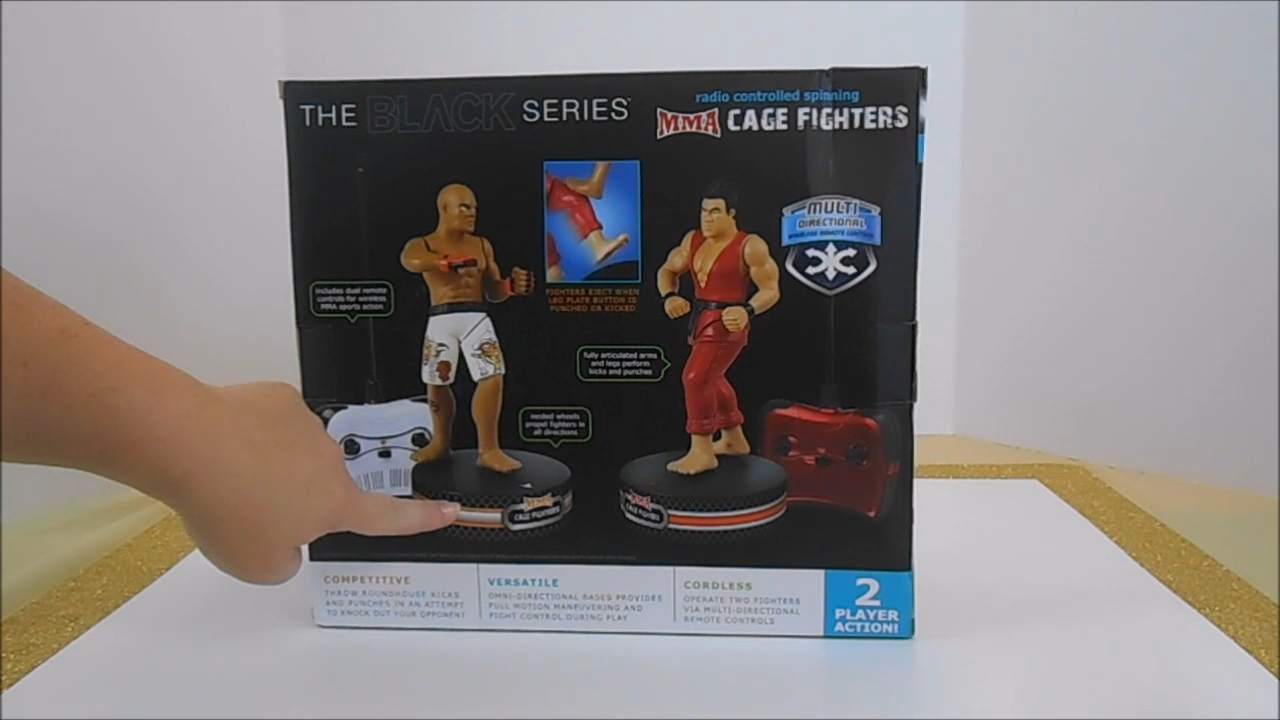 THE BLACK SERIES™
radio controlled spinning
MMA CAGE FIGHTERS
MULTI
DIRECTIONAL
WIRELESS REMOTE CONTROL
includes dual remote
controls for wireless
MMA sports action
FIGHTERS EJECT WHEN
LEG PLATE BUTTON IS
PUNCHED OR KICKED
fully articulated arms
and legs perform
kicks and punches
nested wheels
propel fighters in
all directions
MMA
CAGE FIGHTERS
MMA
CAGE FIGHTERS
COMPETITIVE
THROW ROUNDHOUSE KICKS
AND PUNCHES IN AN ATTEMPT
TO KNOCK OUT YOUR OPPONENT
VERSATILE
OMNI-DIRECTIONAL BASES PROVIDES
FULL MOTION MANEUVERING AND
FIGHT CONTROL DURING PLAY
CORDLESS
OPERATE TWO FIGHTERS
VIA MULTI-DIRECTIONAL
REMOTE CONTROLS
2
PLAYER
ACTION!